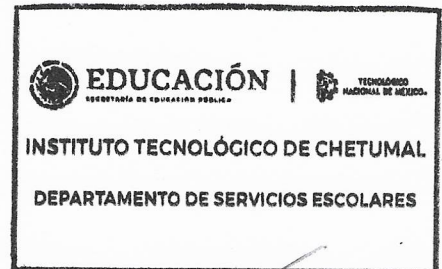 EDUCACIÓN
SECRETARÍA DE EDUCACIÓN PÚBLICA
TECNOLÓGICO
NACIONAL DE MÉXICO®
INSTITUTO TECNOLÓGICO DE CHETUMAL
DEPARTAMENTO DE SERVICIOS ESCOLARES